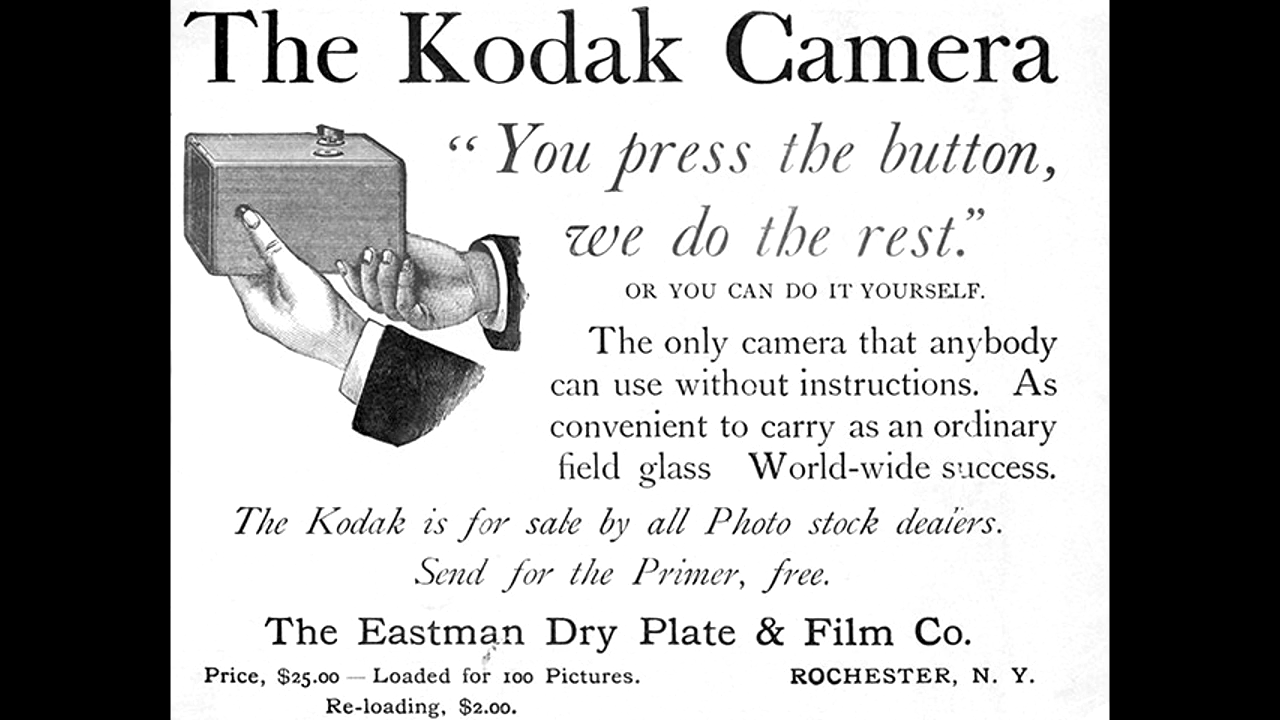 The Kodak Camera
“ You press the button,
we do the rest.”
OR YOU CAN DO IT YOURSELF.
The only camera that anybody
can use without instructions. As
convenient to carry as an ordinary
field glass World-wide success.
The Kodak is for sale by all Photo stock dealers.
Send for the Primer, free.
The Eastman Dry Plate & Film Co.
Price, $25.00 — Loaded for 100 Pictures. ROCHESTER, N. Y.
Re-loading, $2.00.